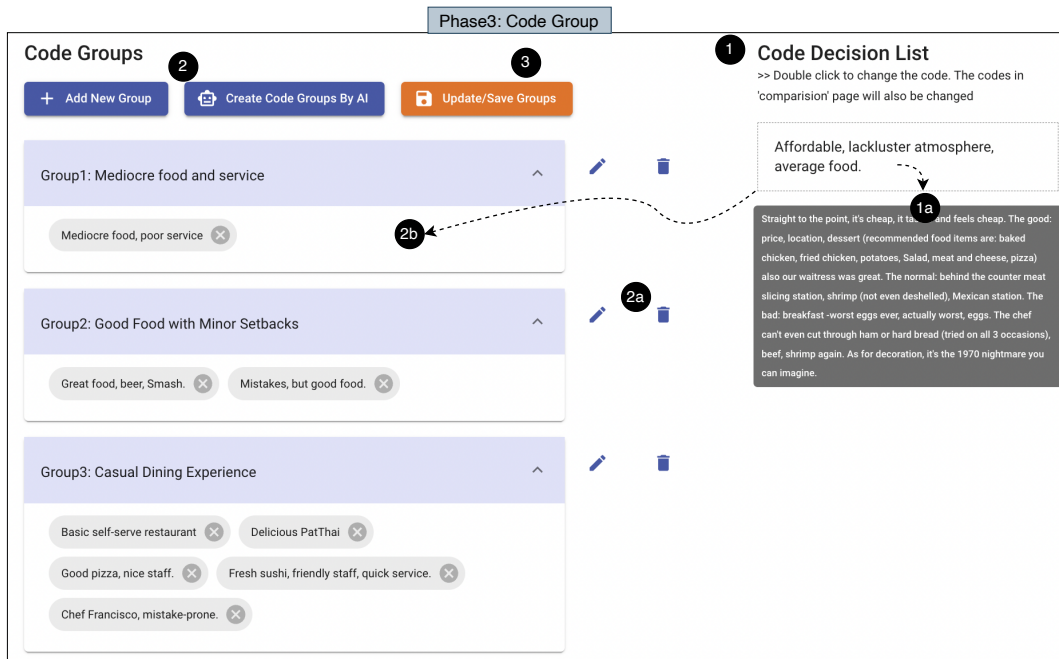 Phase3: Code Group
Code Groups
2
3
Add New Group
Create Code Groups By AI
Update/Save Groups
Group1: Mediocre food and service
Mediocre food, poor service
2b
Group2: Good Food with Minor Setbacks
2a
Great food, beer, Smash.
Mistakes, but good food.
Group3: Casual Dining Experience
Basic self-serve restaurant
Delicious PatThai
Good pizza, nice staff.
Fresh sushi, friendly staff, quick service.
Chef Francisco, mistake-prone.
1
Code Decision List
>> Double click to change the code. The codes in
'comparision' page will also be changed
Affordable, lackluster atmosphere,
average food.
1a
Straight to the point, it's cheap, it and feels cheap. The good:
price, location, dessert (recommended food items are: baked
chicken, fried chicken, potatoes, Salad, meat and cheese, pizza)
also our waitress was great. The normal: behind the counter meat
slicing station, shrimp (not even deshelled), Mexican station. The
bad: breakfast -worst eggs ever, actually worst, eggs. The chef
can't even cut through ham or hard bread (tried on all 3 occasions),
beef, shrimp again. As for decoration, it's the 1970 nightmare you
can imagine.